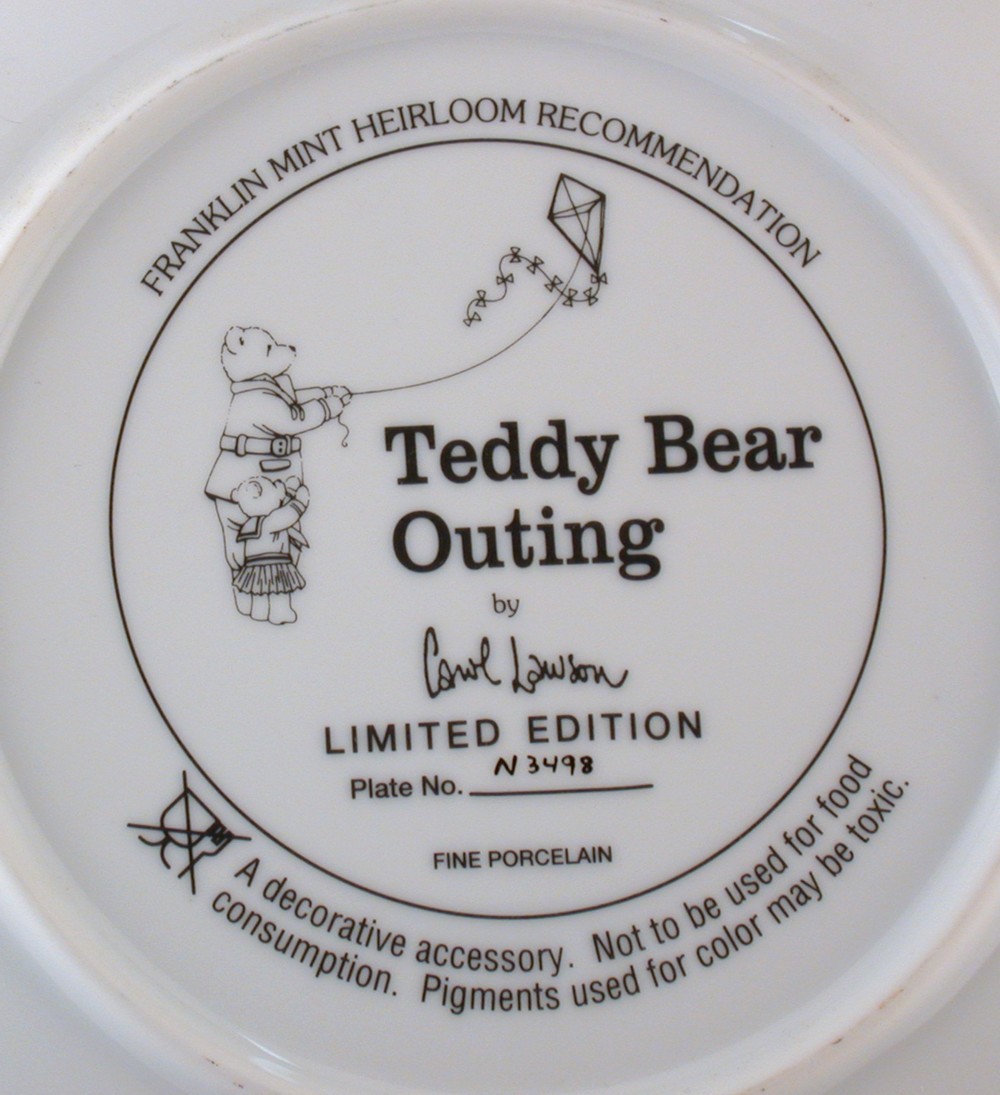 FRANKLIN MINT HEIRLOOM RECOMMENDATION
Teddy Bear
Outing
by
Carol Lawson
LIMITED EDITION
Plate No. N3498
FINE PORCELAIN
A decorative accessory. Not to be used for food
consumption. Pigments used for color may be toxic.